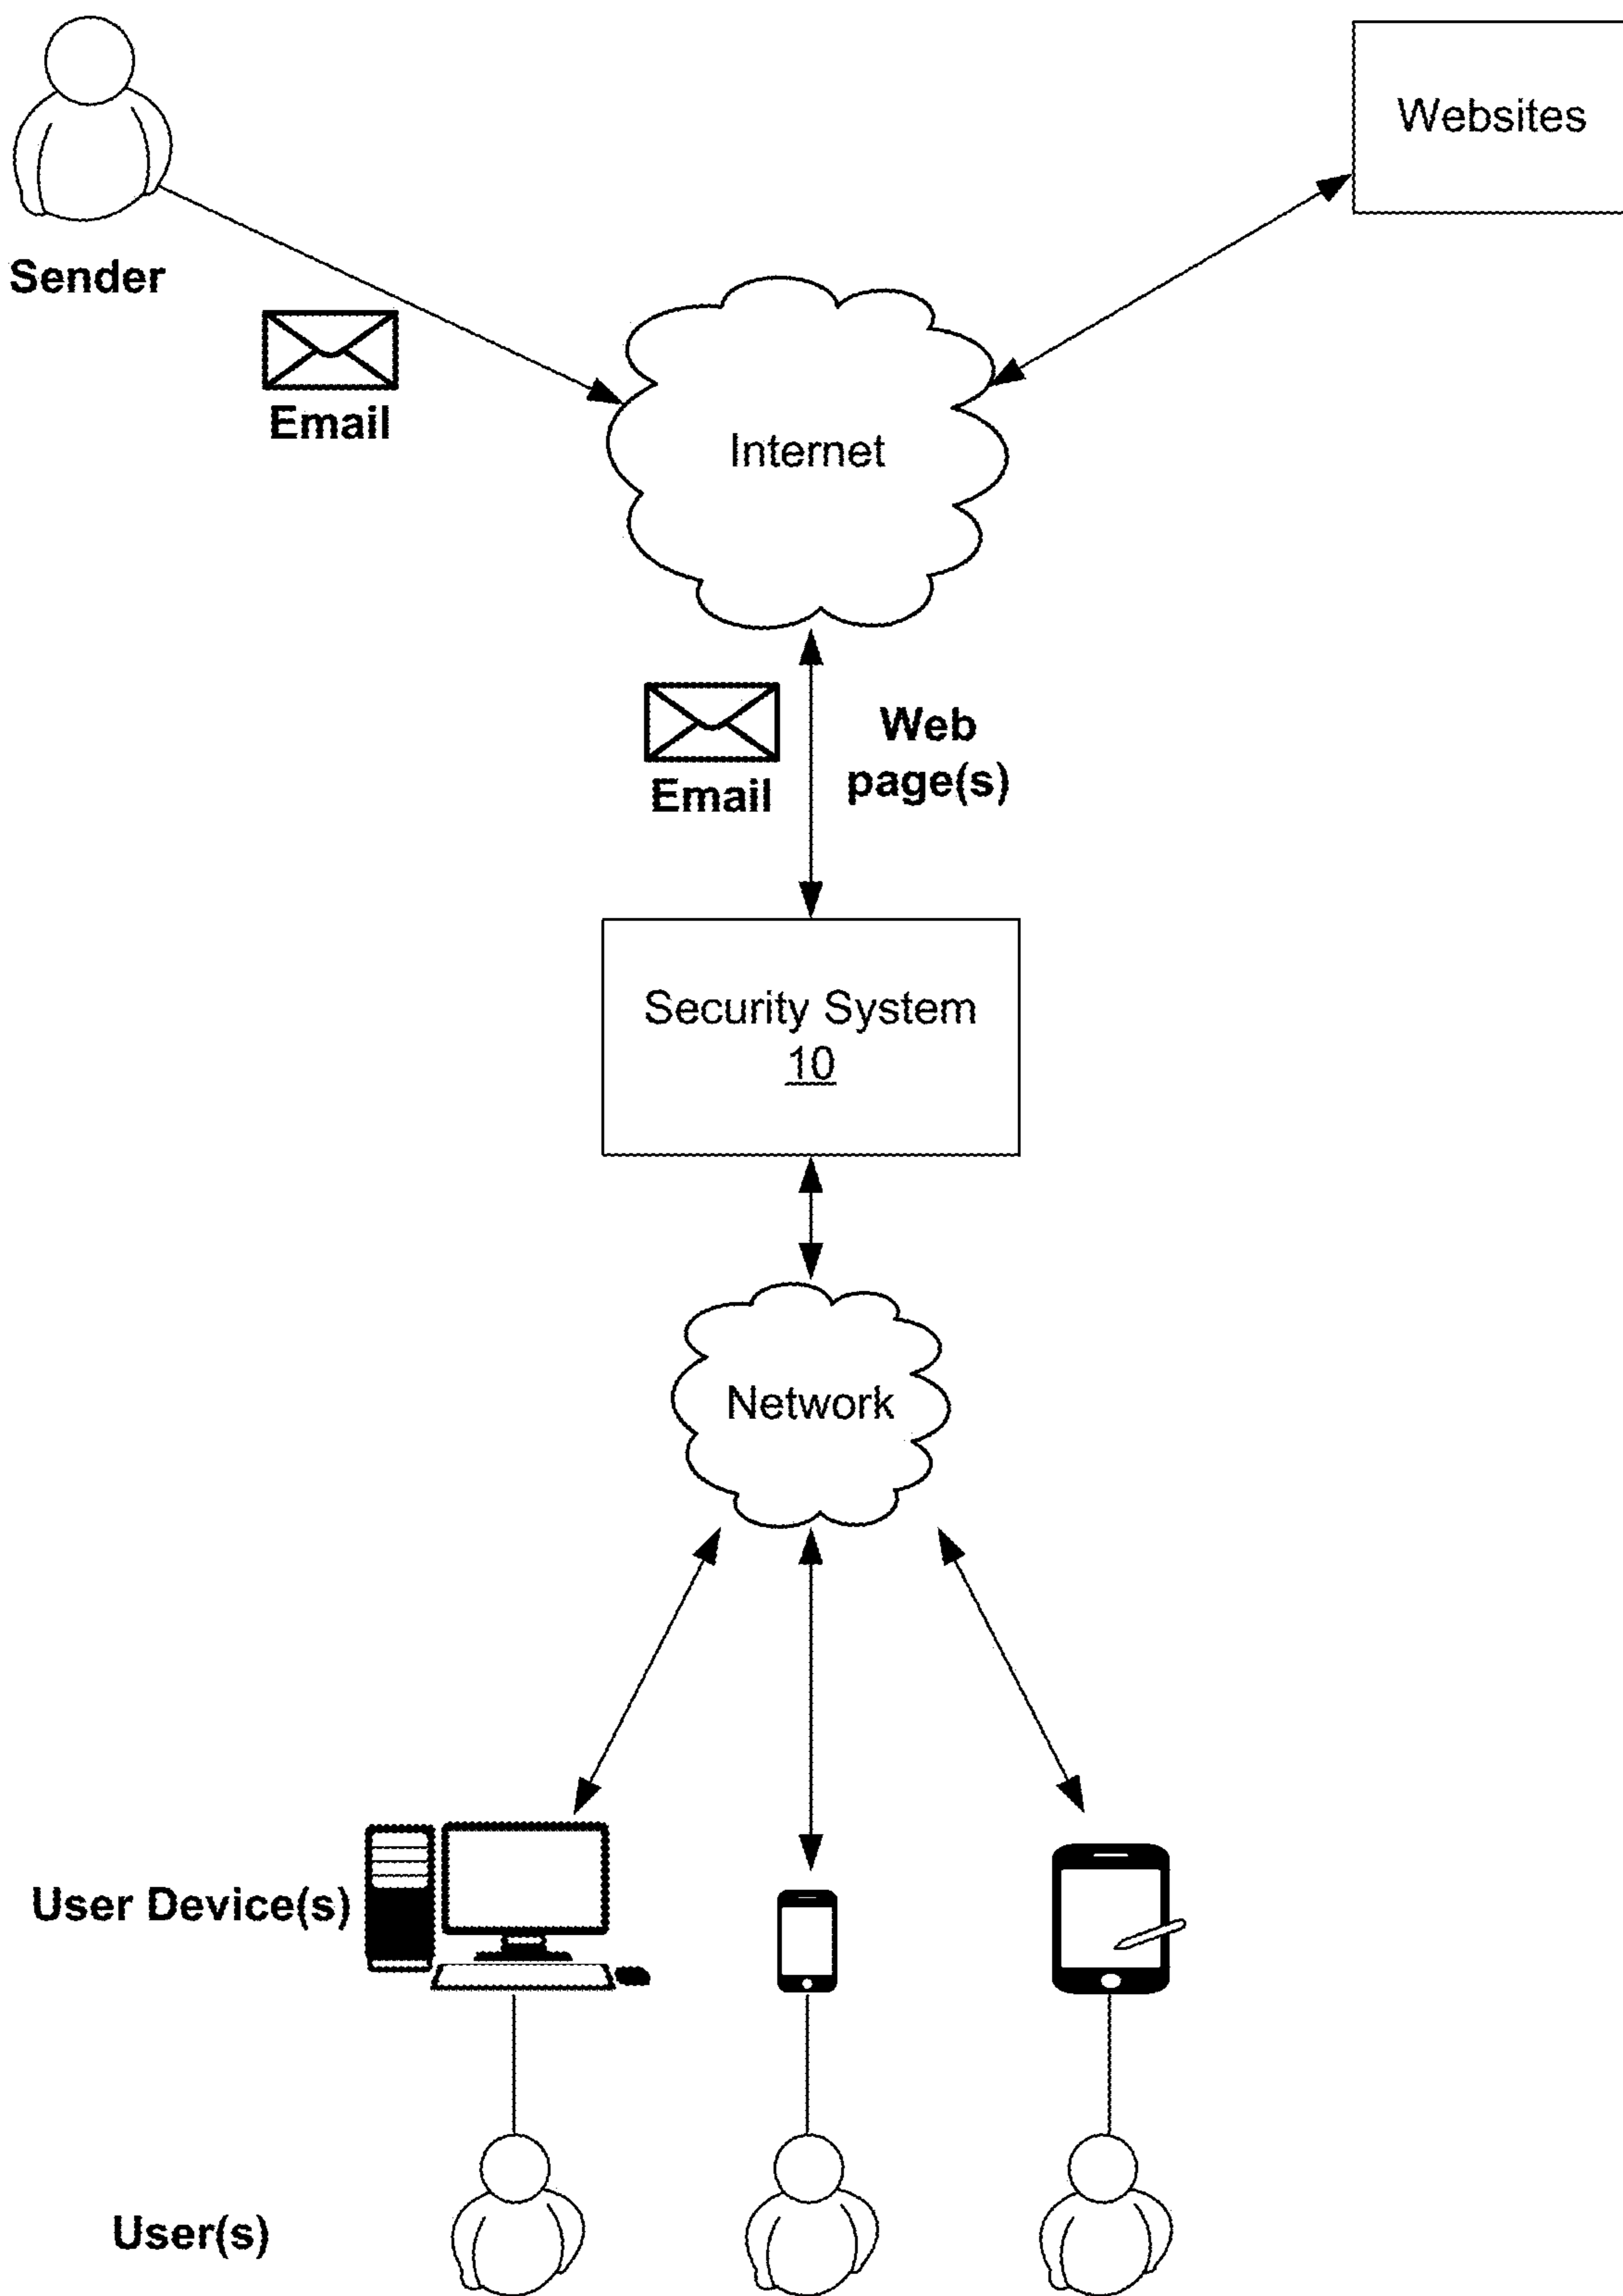 Websites
Sender
Email
Internet
Email
Web
page(s)
Security System
10
Network
User Device(s)
User(s)